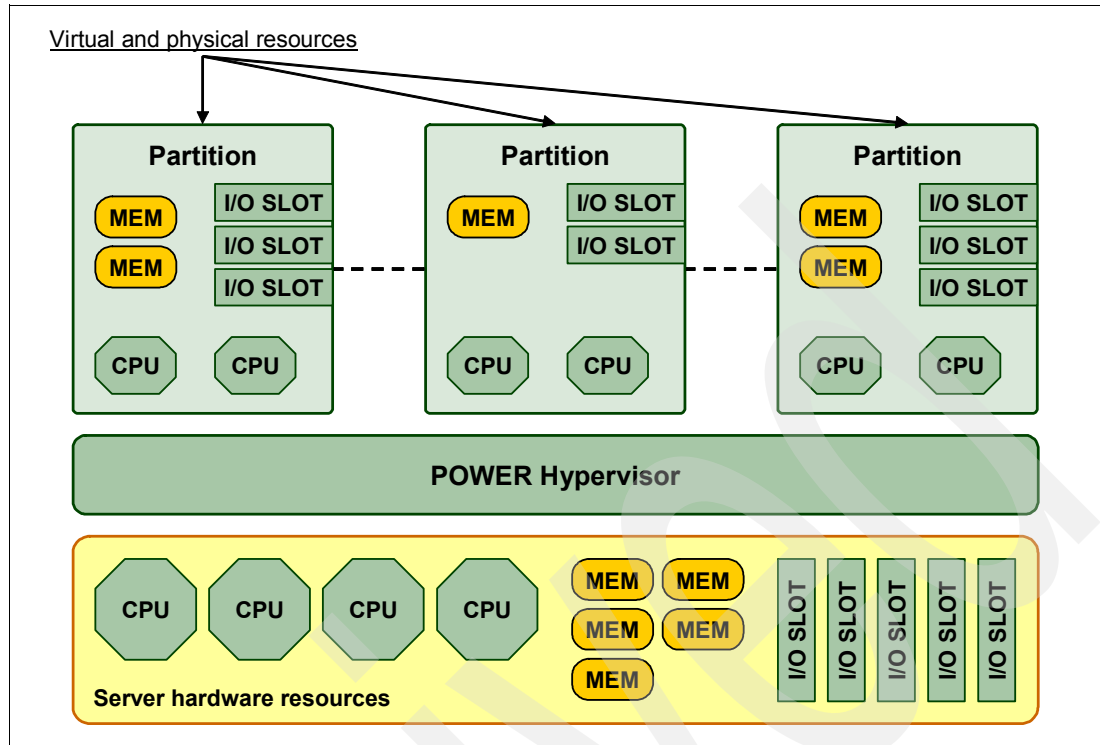 Virtual and physical resources
Partition
MEM
MEM
I/O SLOT
I/O SLOT
I/O SLOT
CPU
CPU
Partition
MEM
I/O SLOT
I/O SLOT
CPU
CPU
Partition
MEM
MEM
I/O SLOT
I/O SLOT
I/O SLOT
CPU
CPU
POWER Hypervisor
CPU
CPU
CPU
CPU
MEM
MEM
MEM
MEM
MEM
I/O SLOT
I/O SLOT
I/O SLOT
I/O SLOT
I/O SLOT
Server hardware resources